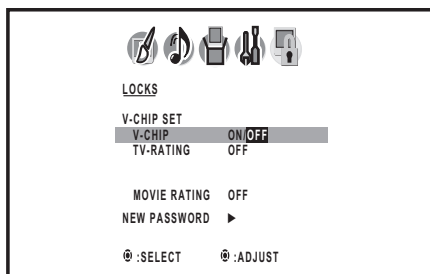 LOCKS
V-CHIP SET
V-CHIP ON/OFF
TV-RATING OFF
MOVIE RATING OFF
NEW PASSWORD ▶
:SELECT :ADJUST